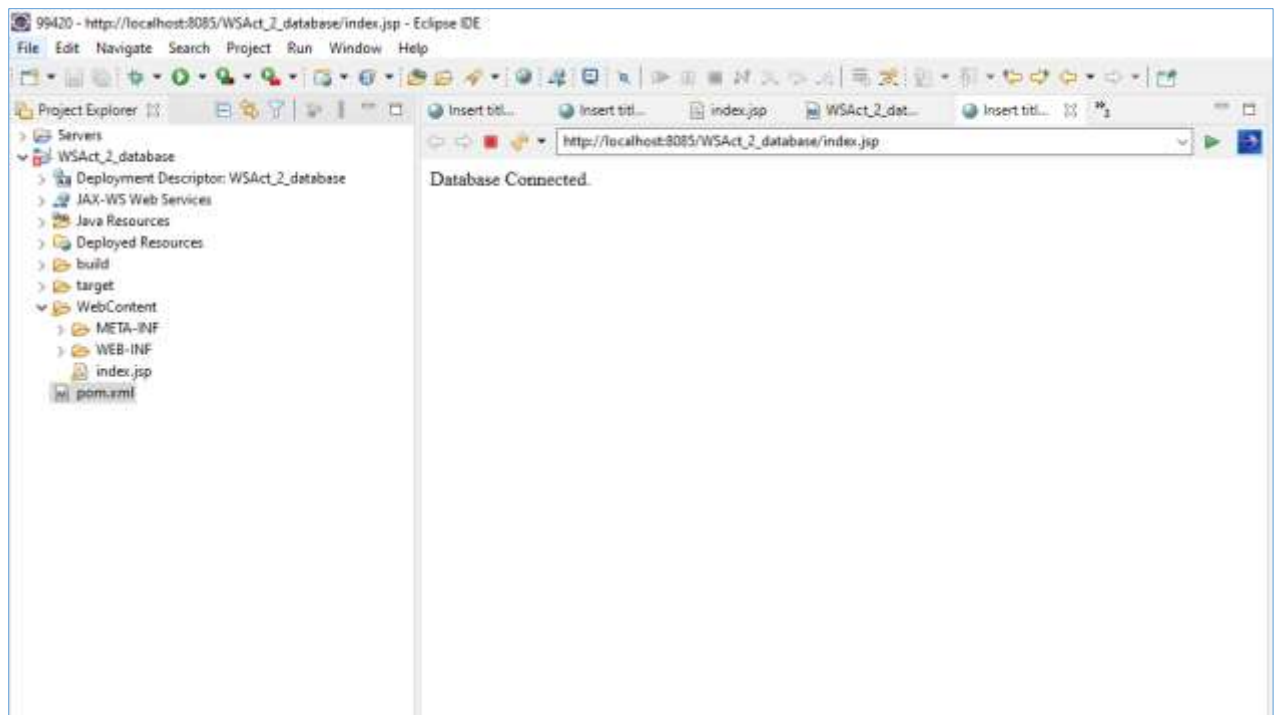 99420 - http://localhost:8085/WSAct_2_database/index.jsp - Eclipse IDE
File Edit Navigate Search Project Run Window Help
Project Explorer
Insert titl... Insert titl... index.jsp WSAct_2_dat... Insert titl...
http://localhost:8085/WSAct_2_database/index.jsp
Servers
WSAct_2_database
Deployment Descriptor: WSAct_2_database
JAX-WS Web Services
Java Resources
Deployed Resources
build
target
WebContent
META-INF
WEB-INF
index.jsp
pom.xml
Database Connected.